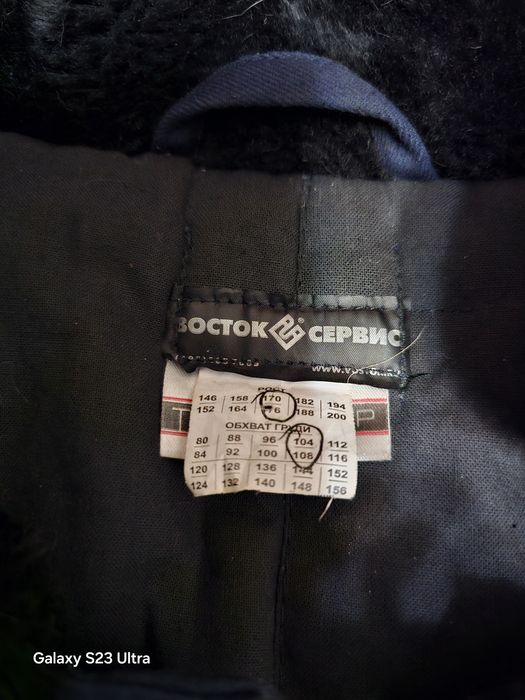 ВОСТОК СЕРВИС
РОСТ
146 158 170 182 194
152 164 176 188 200
ОБХВАТ ГРУДИ
80 88 96 104 112
84 92 100 108 116
120 128 136 144 152
124 132 140 148 156
Galaxy S23 Ultra